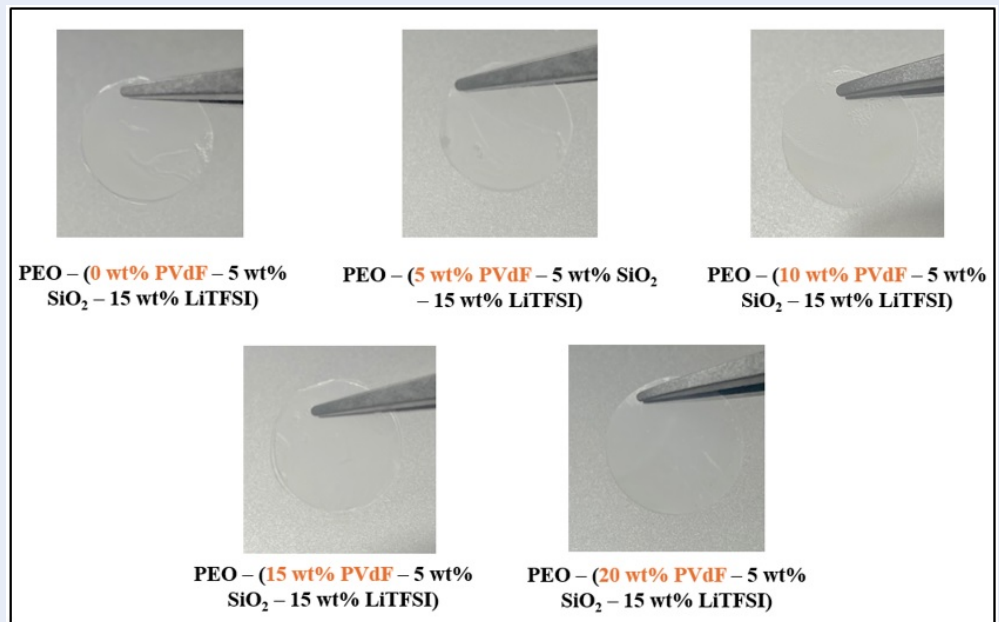 PEO – (0 wt% PVdF – 5 wt%
SiO₂ – 15 wt% LiTFSI)
PEO – (5 wt% PVdF – 5 wt% SiO₂
– 15 wt% LiTFSI)
PEO – (10 wt% PVdF – 5 wt%
SiO₂ – 15 wt% LiTFSI)
PEO – (15 wt% PVdF – 5 wt%
SiO₂ – 15 wt% LiTFSI)
PEO – (20 wt% PVdF – 5 wt%
SiO₂ – 15 wt% LiTFSI)